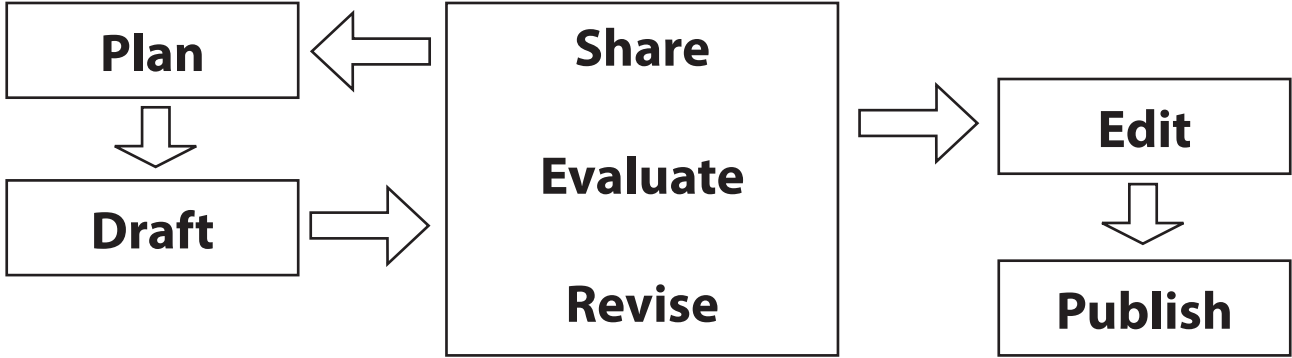 Plan
Draft
Share
Evaluate
Revise
Edit
Publish